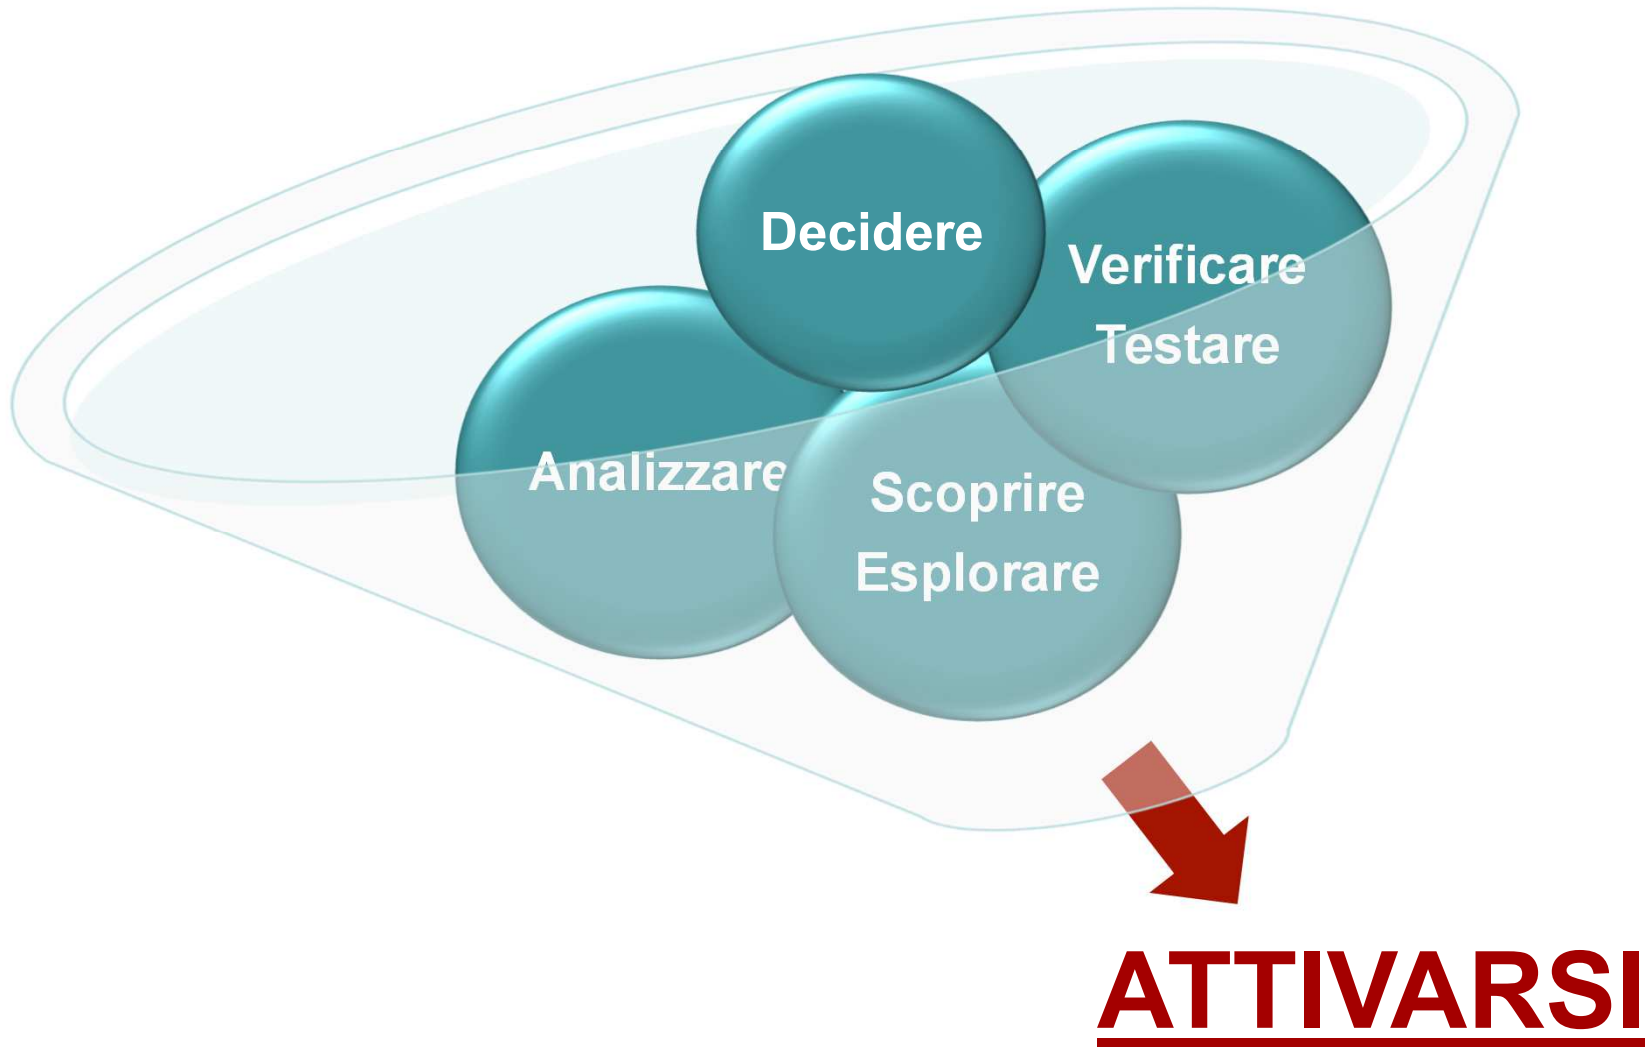 Decidere
Verificare
Testare
Analizzare
Scoprire
Esplorare
ATTIVARSI